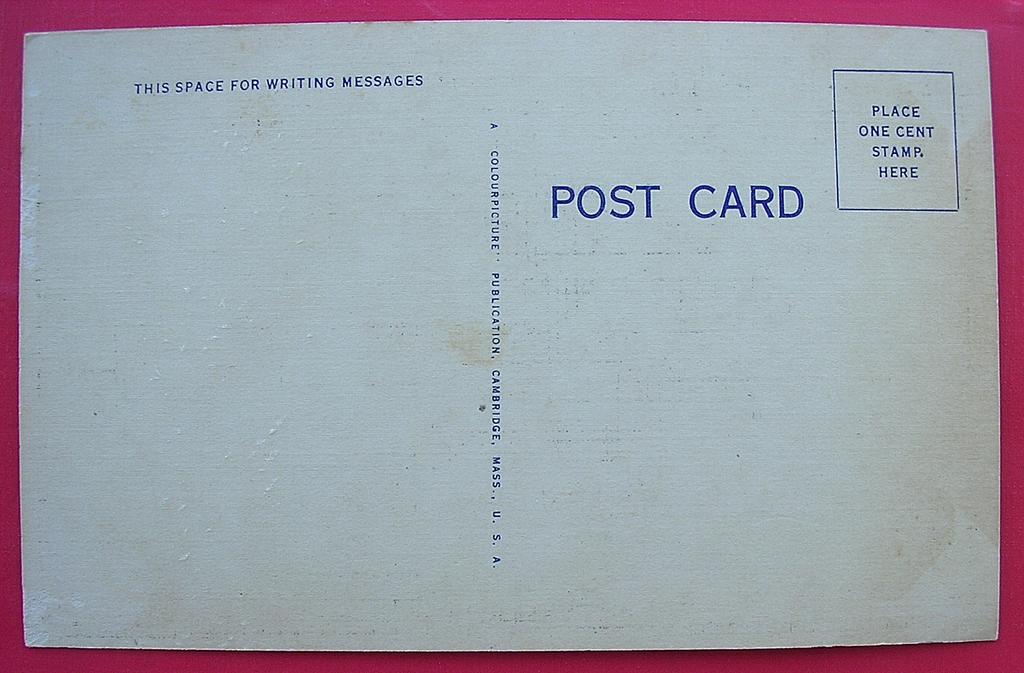 THIS SPACE FOR WRITING MESSAGES
A COLOURPICTURE'' PUBLICATION, CAMBRIDGE, MASS., U. S. A.
POST CARD
PLACE
ONE CENT
STAMP.
HERE